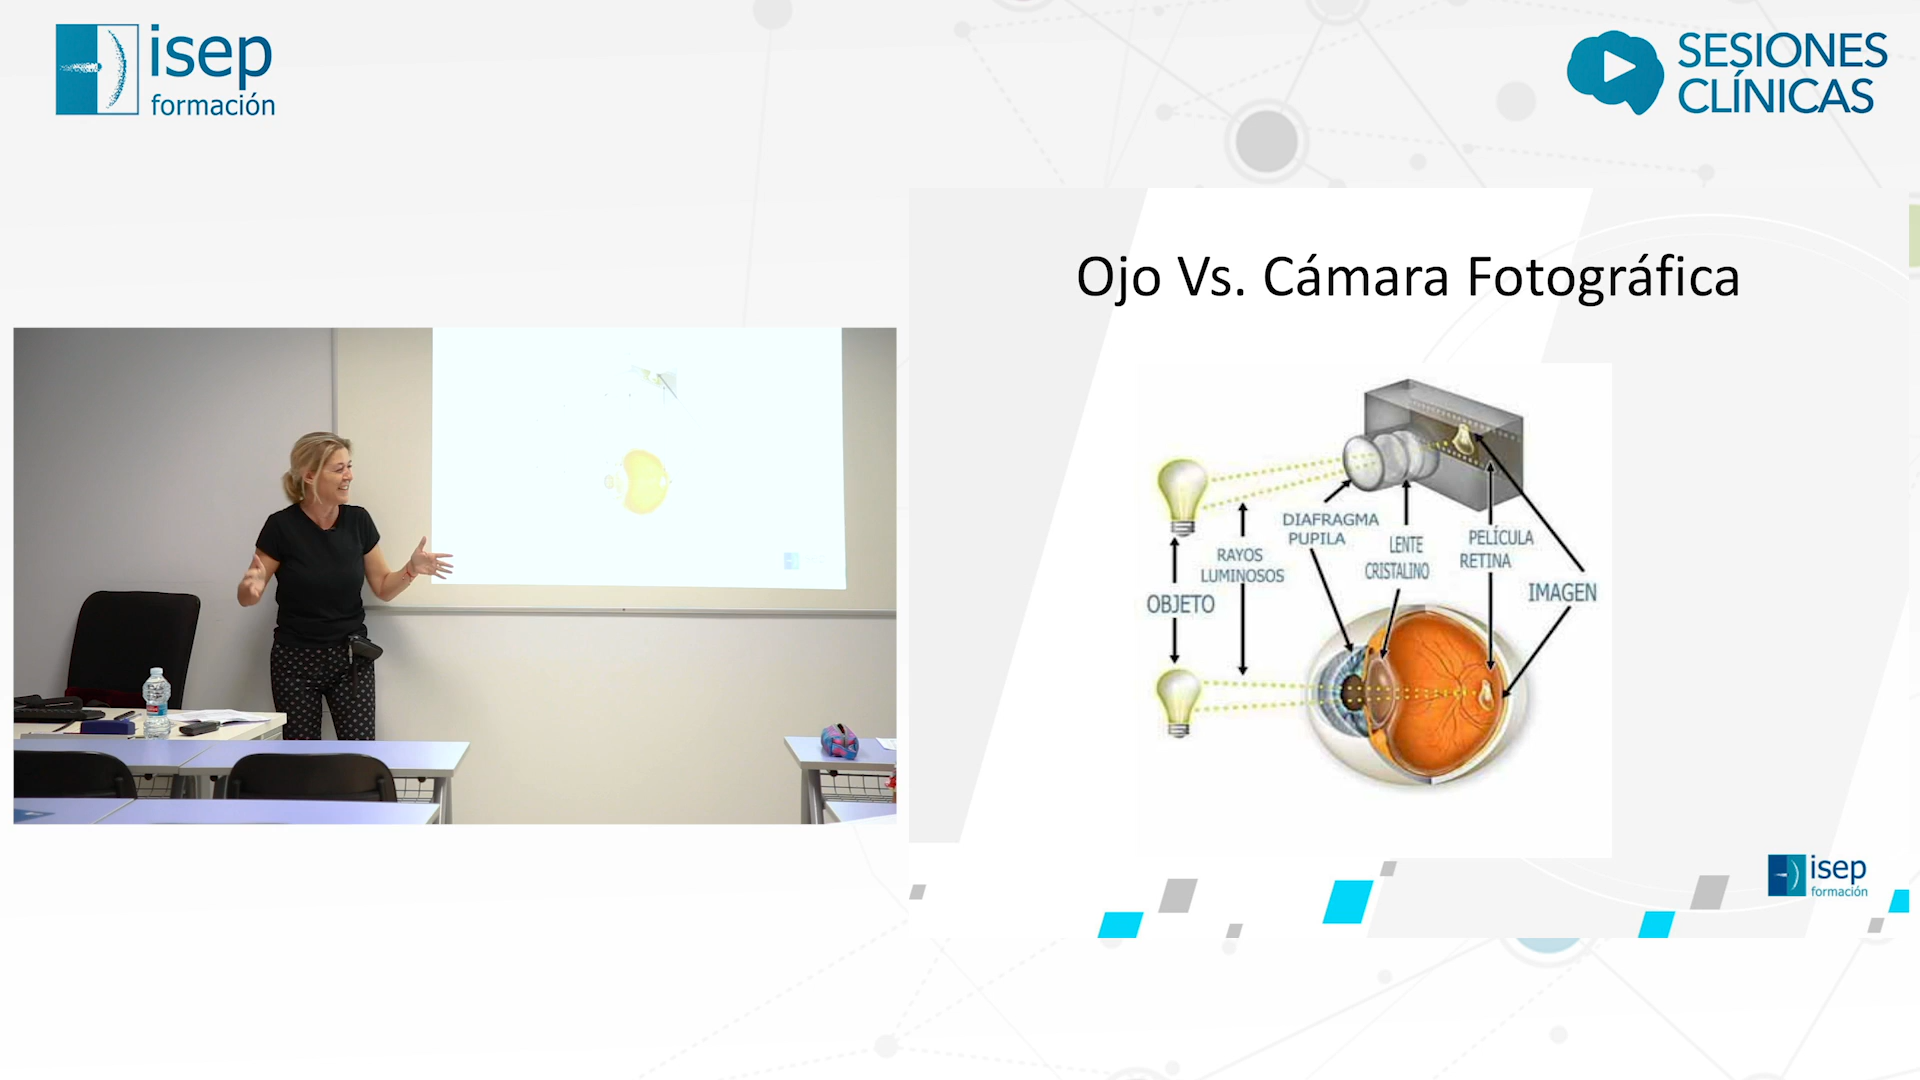 isep
formación
SESIONES
CLÍNICAS
Ojo Vs. Cámara Fotográfica
DIAFRAGMA
PUPILA
LENTE
CRISTALINO
PELÍCULA
RETINA
RAYOS
LUMINOSOS
OBJETO
IMAGEN
isep
formación